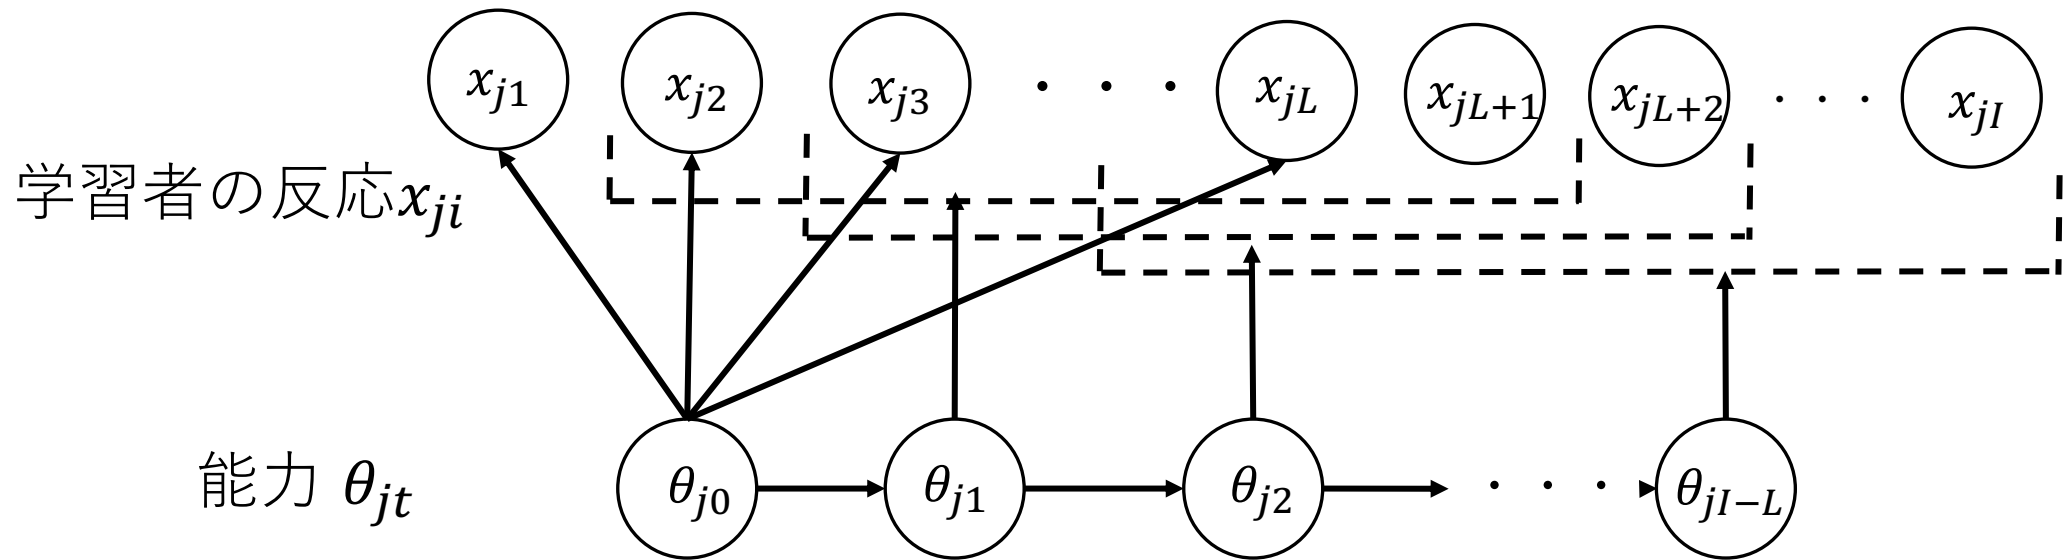 x_{j1} x_{j2} x_{j3} ・・・ x_{jL} x_{jL+1} x_{jL+2} ・・・ x_{jI}
学習者の反応x_{ji}
能力 θ_{jt} θ_{j0} θ_{j1} θ_{j2} ・・・ θ_{jI−L}